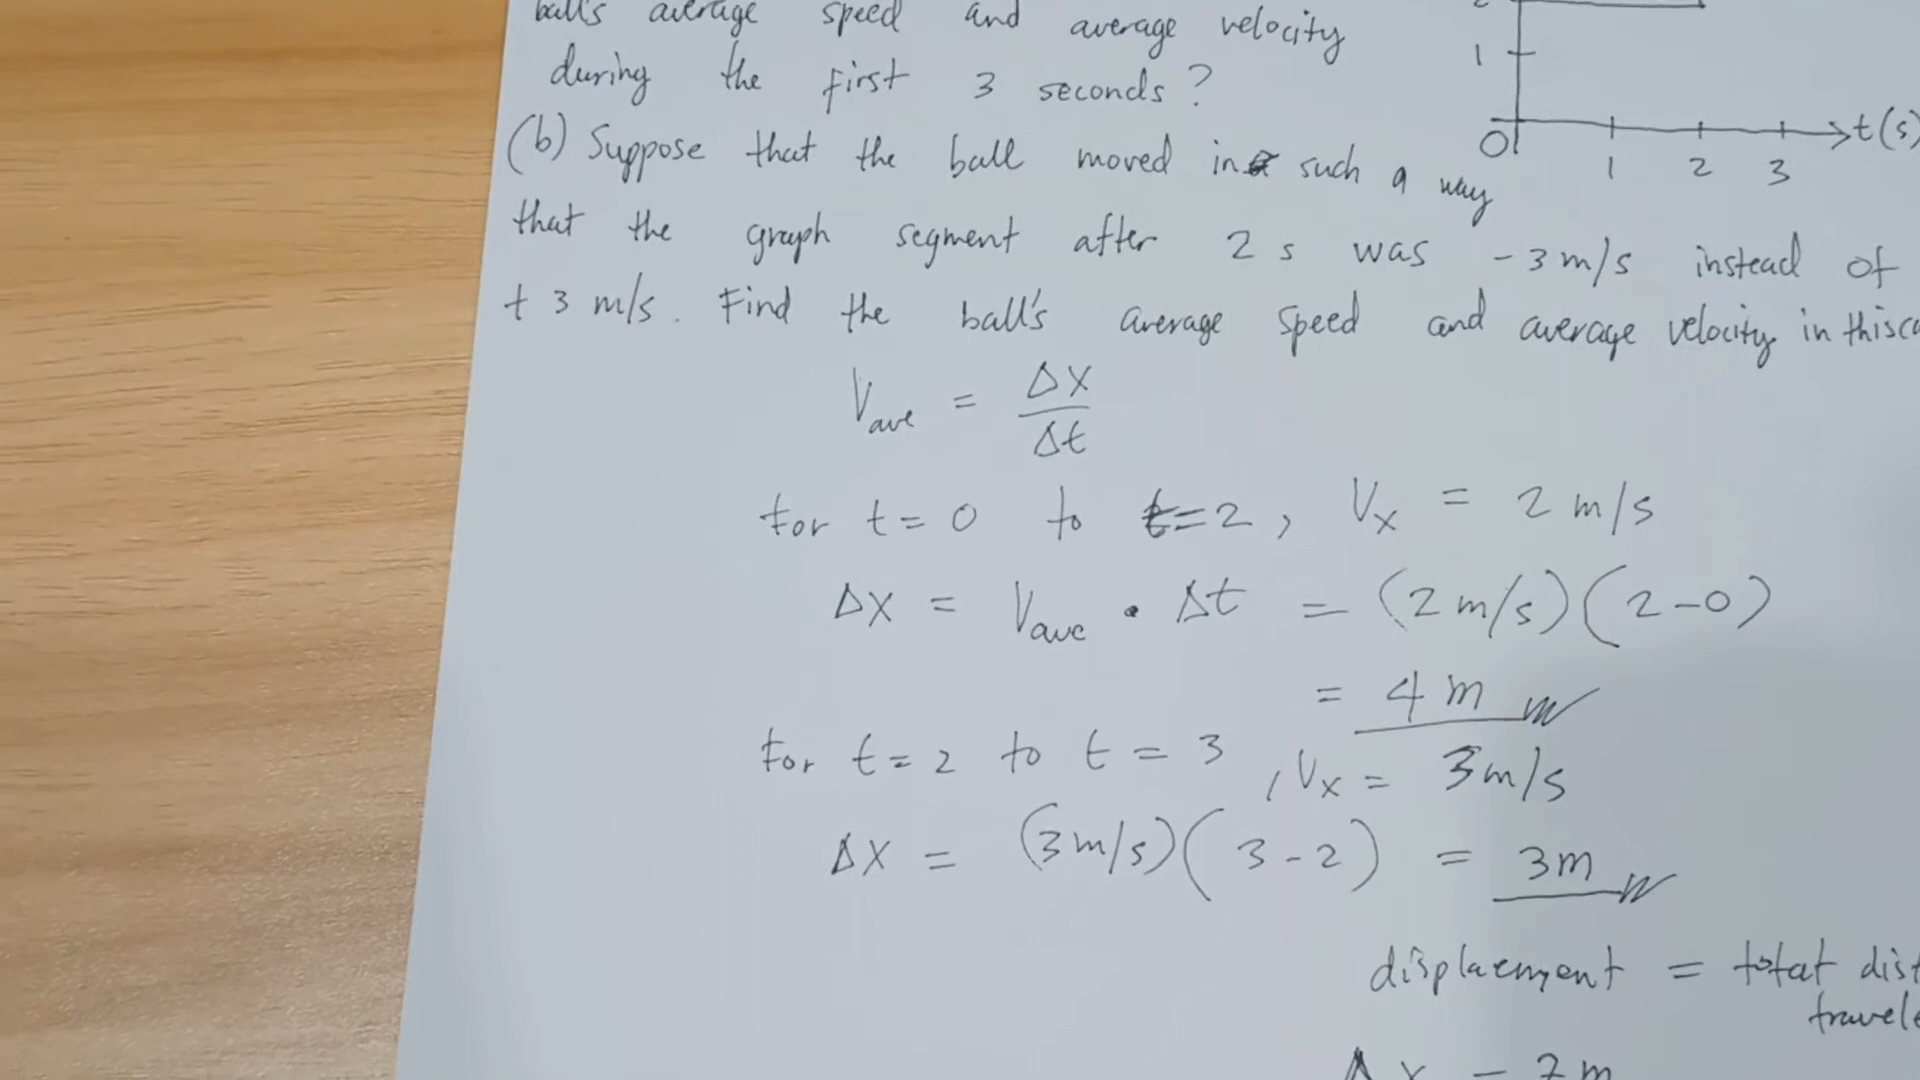 ball's average speed and average velocity
during the first 3 seconds?
(b) Suppose that the ball moved in such a way
that the graph segment after 2 s was -3 m/s instead of
+ 3 m/s. Find the ball's average speed and average velocity in this
1
0
1 2 3
t(s)
Vave = Δx/Δt
For t = 0 to t = 2, Vx = 2 m/s
Δx = Vave • Δt = (2 m/s)(2-0)
= 4 m
For t = 2 to t = 3, Vx = 3 m/s
Δx = (3 m/s)(3-2) = 3m
displacement = total
Δx = 7m